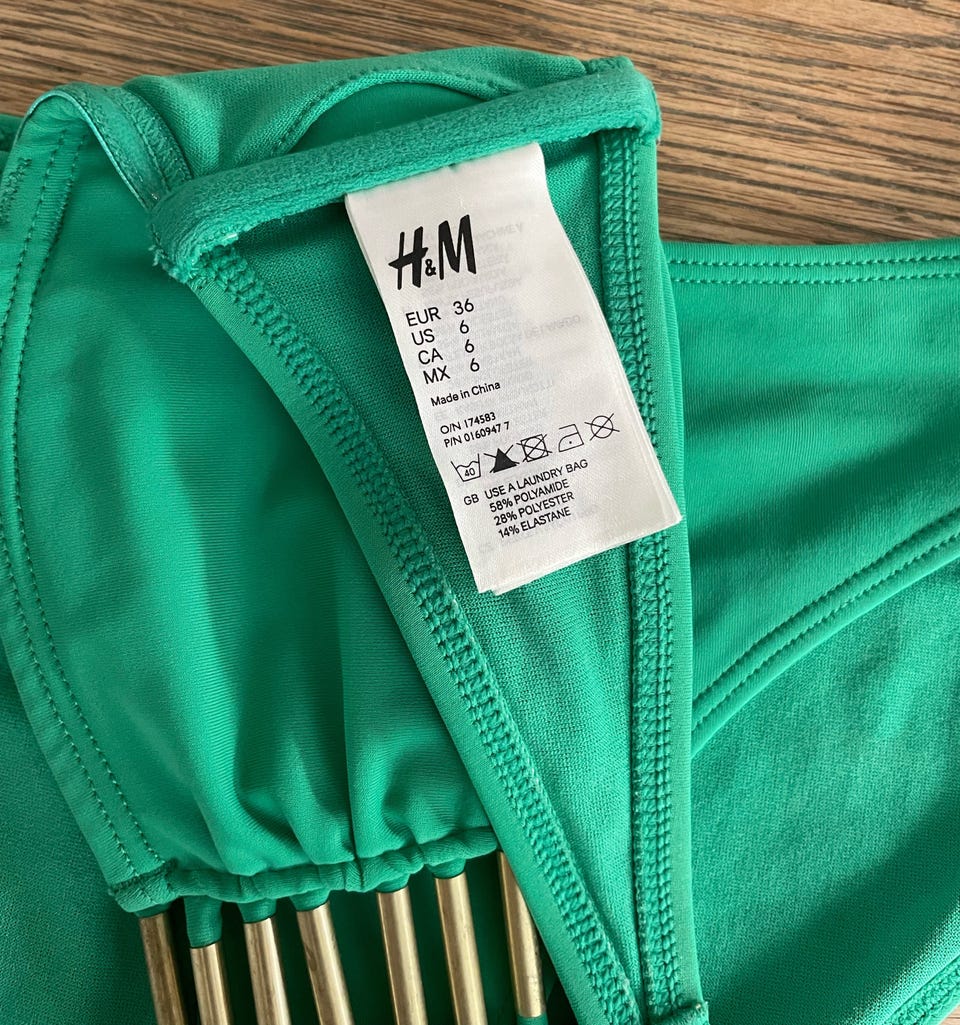 H&M
EUR 36
US 6
CA 6
MX 6
Made in China
O/N 174583
P/N 0160947 7
40
GB USE A LAUNDRY BAG
58% POLYAMIDE
28% POLYESTER
14% ELASTANE